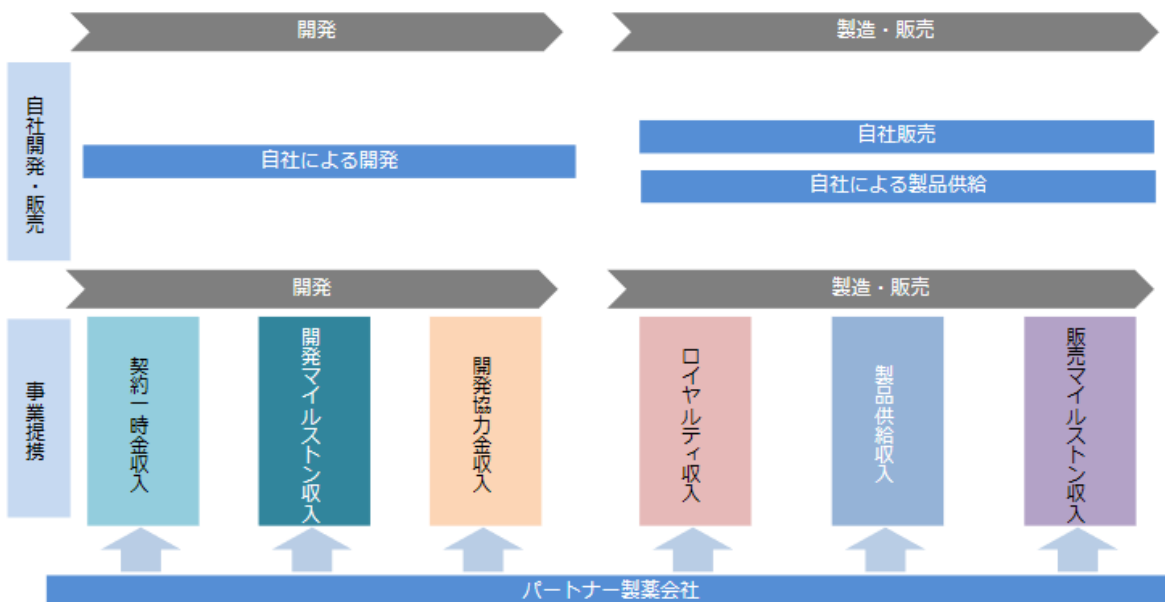 開発
製造・販売
自社開発・販売
自社による開発
自社販売
自社による製品供給
開発
製造・販売
事業提携
契約一時金収入
開発マイルストン収入
開発協力金収入
ロイヤルティ収入
製品供給収入
販売マイルストン収入
パートナー製薬会社